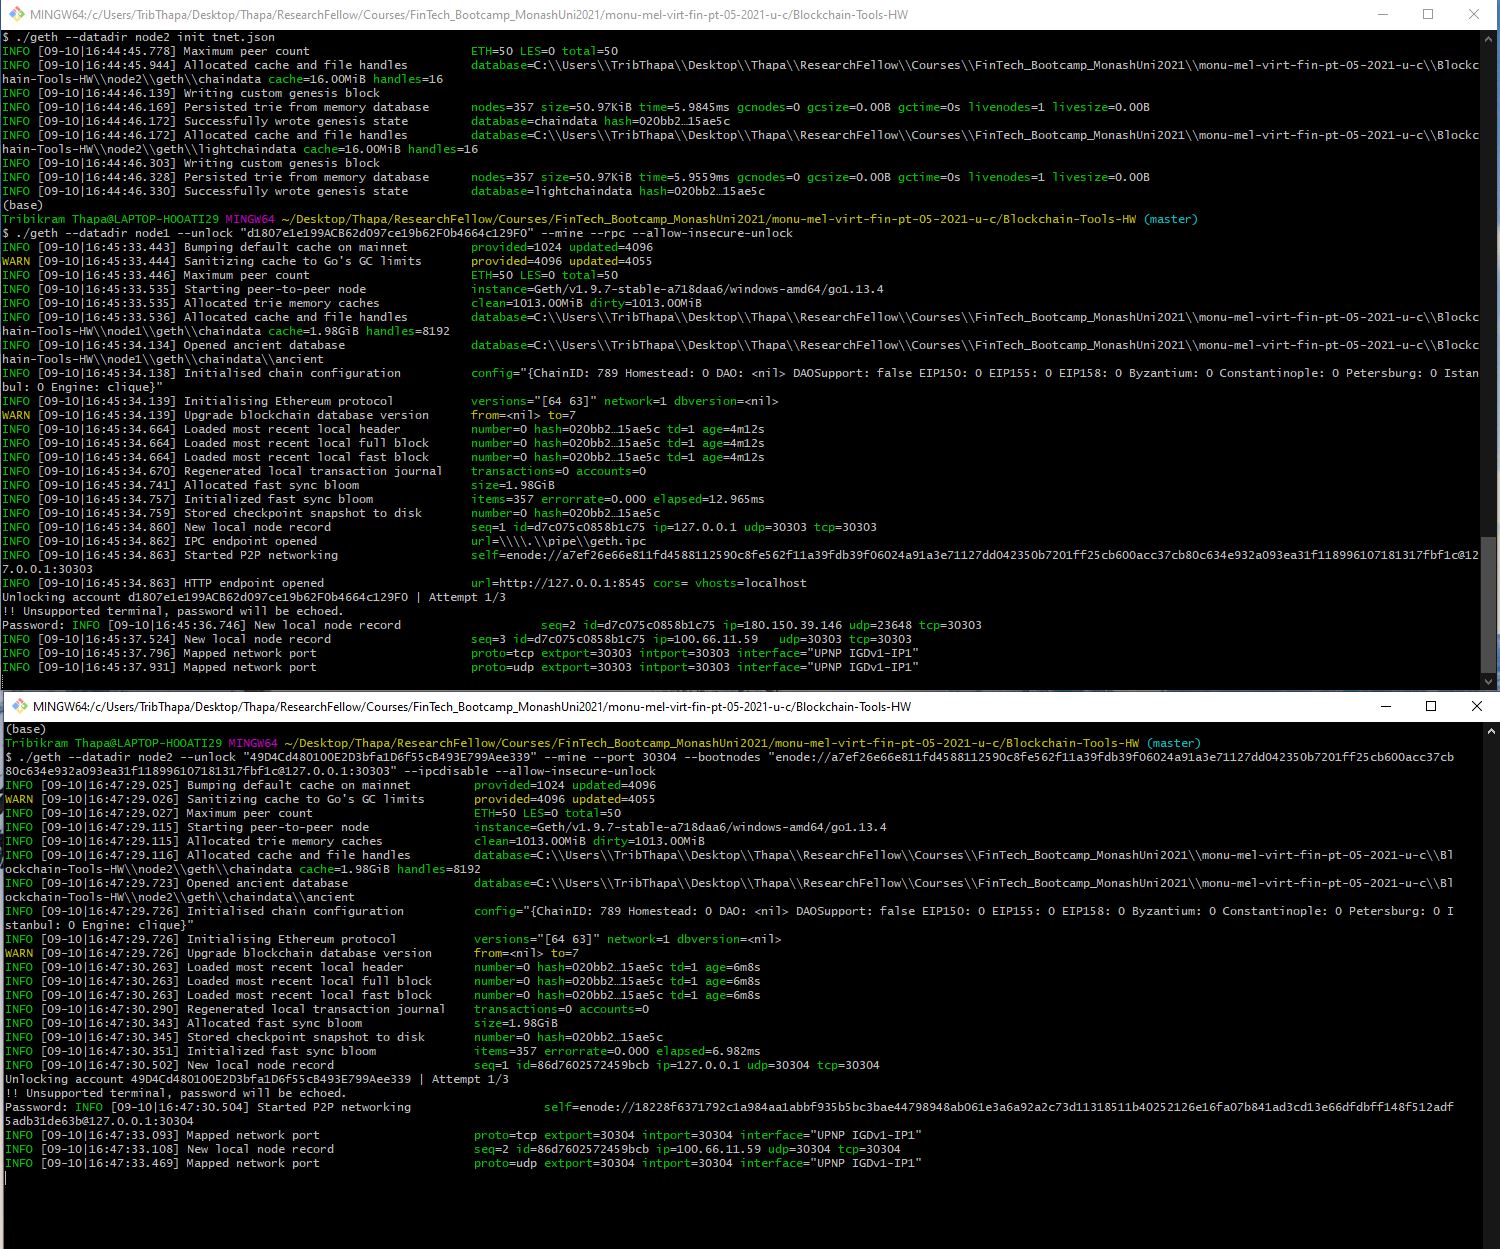 MINGW64:/c/Users/TribThapa/Desktop/Thapa/ResearchFellow/Courses/FinTech_Bootcamp_MonashUni2021/monu-mel-virt-fin-pt-05-2021-u-c/Blockchain-Tools-HW
$ ./geth --datadir node2 init tnet.json
INFO [09-10|16:44:45.778] Maximum peer count ETH=50 LES=0 total=50
INFO [09-10|16:44:45.944] Allocated cache and file handles database=C:\\Users\\TribThapa\\Desktop\\Thapa\\ResearchFellow\\Courses\\FinTech_Bootcamp_MonashUni2021\\monu-mel-virt-fin-pt-05-2021-u-c\\Blockc
hain-Tools-HW\\node2\\geth\\chaindata cache=16.00MiB handles=16
INFO [09-10|16:44:46.139] Writing custom genesis block
INFO [09-10|16:44:46.169] Persisted trie from memory database nodes=357 size=50.97KiB time=5.9845ms gcnodes=0 gcsize=0.00B gctime=0s livenodes=1 livesize=0.00B
INFO [09-10|16:44:46.172] Successfully wrote genesis state database=chaindata hash=020bb2…15ae5c
INFO [09-10|16:44:46.172] Allocated cache and file handles database=C:\\Users\\TribThapa\\Desktop\\Thapa\\ResearchFellow\\Courses\\FinTech_Bootcamp_MonashUni2021\\monu-mel-virt-fin-pt-05-2021-u-c\\Blockc
hain-Tools-HW\\node2\\geth\\lightchaindata cache=16.00MiB handles=16
INFO [09-10|16:44:46.303] Writing custom genesis block
INFO [09-10|16:44:46.328] Persisted trie from memory database nodes=357 size=50.97KiB time=5.9559ms gcnodes=0 gcsize=0.00B gctime=0s livenodes=1 livesize=0.00B
INFO [09-10|16:44:46.330] Successfully wrote genesis state database=lightchaindata hash=020bb2…15ae5c
(base)
Tribikram Thapa@LAPTOP-HOOATI29 MINGW64 ~/Desktop/Thapa/ResearchFellow/Courses/FinTech_Bootcamp_MonashUni2021/monu-mel-virt-fin-pt-05-2021-u-c/Blockchain-Tools-HW (master)
$ ./geth --datadir node1 --unlock "d1807e1e199ACB62d097ce19b62F0b4664c129F0" --mine --rpc --allow-insecure-unlock
INFO [09-10|16:45:33.443] Bumping default cache on mainnet provided=1024 updated=4096
WARN [09-10|16:45:33.444] Sanitizing cache to Go's GC limits provided=4096 updated=4055
INFO [09-10|16:45:33.446] Maximum peer count ETH=50 LES=0 total=50
INFO [09-10|16:45:33.535] Starting peer-to-peer node instance=Geth/v1.9.7-stable-a718daa6/windows-amd64/go1.13.4
INFO [09-10|16:45:33.535] Allocated trie memory caches clean=1013.00MiB dirty=1013.00MiB
INFO [09-10|16:45:33.536] Allocated cache and file handles database=C:\\Users\\TribThapa\\Desktop\\Thapa\\ResearchFellow\\Courses\\FinTech_Bootcamp_MonashUni2021\\monu-mel-virt-fin-pt-05-2021-u-c\\Blockc
hain-Tools-HW\\node1\\geth\\chaindata cache=1.98GiB handles=8192
INFO [09-10|16:45:34.134] Opened ancient database database=C:\\Users\\TribThapa\\Desktop\\Thapa\\ResearchFellow\\Courses\\FinTech_Bootcamp_MonashUni2021\\monu-mel-virt-fin-pt-05-2021-u-c\\Blockc
hain-Tools-HW\\node1\\geth\\chaindata\\ancient
INFO [09-10|16:45:34.138] Initialised chain configuration config="{ChainID: 789 Homestead: 0 DAO: <nil> DAOSupport: false EIP150: 0 EIP155: 0 EIP158: 0 Byzantium: 0 Constantinople: 0 Petersburg: 0 Istan
bul: 0 Engine: clique}"
INFO [09-10|16:45:34.139] Initialising Ethereum protocol versions="[64 63]" network=1 dbversion=<nil>
WARN [09-10|16:45:34.139] Upgrade blockchain database version from=<nil> to=7
INFO [09-10|16:45:34.664] Loaded most recent local header number=0 hash=020bb2…15ae5c td=1 age=4m12s
INFO [09-10|16:45:34.664] Loaded most recent local full block number=0 hash=020bb2…15ae5c td=1 age=4m12s
INFO [09-10|16:45:34.664] Loaded most recent local fast block number=0 hash=020bb2…15ae5c td=1 age=4m12s
INFO [09-10|16:45:34.670] Regenerated local transaction journal transactions=0 accounts=0
INFO [09-10|16:45:34.741] Allocated fast sync bloom size=1.98GiB
INFO [09-10|16:45:34.757] Initialized fast sync bloom items=357 errorrate=0.000 elapsed=12.965ms
INFO [09-10|16:45:34.759] Stored checkpoint snapshot to disk number=0 hash=020bb2…15ae5c
INFO [09-10|16:45:34.860] New local node record seq=1 id=d7c075c0858b1c75 ip=127.0.0.1 udp=30303 tcp=30303
INFO [09-10|16:45:34.862] IPC endpoint opened url=\\\\.\\pipe\\geth.ipc
INFO [09-10|16:45:34.863] Started P2P networking self=enode://a7ef26e66e811fd4588112590c8fe562f11a39fdb39f06024a91a3e71127dd042350b7201ff25cb600acc37cb80c634e932a093ea31f118996107181317fbf1c@12
7.0.0.1:30303
INFO [09-10|16:45:34.863] HTTP endpoint opened url=http://127.0.0.1:8545 cors= vhosts=localhost
Unlocking account d1807e1e199ACB62d097ce19b62F0b4664c129F0 | Attempt 1/3
!! Unsupported terminal, password will be echoed.
Password: INFO [09-10|16:45:36.746] New local node record seq=2 id=d7c075c0858b1c75 ip=180.150.39.146 udp=23648 tcp=30303
INFO [09-10|16:45:37.524] New local node record seq=3 id=d7c075c0858b1c75 ip=100.66.11.59 udp=30303 tcp=30303
INFO [09-10|16:45:37.796] Mapped network port proto=tcp extport=30303 intport=30303 interface="UPNP IGDv1-IP1"
INFO [09-10|16:45:37.931] Mapped network port proto=udp extport=30303 intport=30303 interface="UPNP IGDv1-IP1"
MINGW64:/c/Users/TribThapa/Desktop/Thapa/ResearchFellow/Courses/FinTech_Bootcamp_MonashUni2021/monu-mel-virt-fin-pt-05-2021-u-c/Blockchain-Tools-HW
(base)
Tribikram Thapa@LAPTOP-HOOATI29 MINGW64 ~/Desktop/Thapa/ResearchFellow/Courses/FinTech_Bootcamp_MonashUni2021/monu-mel-virt-fin-pt-05-2021-u-c/Blockchain-Tools-HW (master)
$ ./geth --datadir node2 --unlock "49D4Cd480100E2D3bfa1D6f55cB493E799Aee339" --mine --port 30304 --bootnodes "enode://a7ef26e66e811fd4588112590c8fe562f11a39fdb39f06024a91a3e71127dd042350b7201ff25cb600acc37cb
80c634e932a093ea31f118996107181317fbf1c@127.0.0.1:30303" --ipcdisable --allow-insecure-unlock
INFO [09-10|16:47:29.025] Bumping default cache on mainnet provided=1024 updated=4096
WARN [09-10|16:47:29.026] Sanitizing cache to Go's GC limits provided=4096 updated=4055
INFO [09-10|16:47:29.027] Maximum peer count ETH=50 LES=0 total=50
INFO [09-10|16:47:29.115] Starting peer-to-peer node instance=Geth/v1.9.7-stable-a718daa6/windows-amd64/go1.13.4
INFO [09-10|16:47:29.115] Allocated trie memory caches clean=1013.00MiB dirty=1013.00MiB
INFO [09-10|16:47:29.116] Allocated cache and file handles database=C:\\Users\\TribThapa\\Desktop\\Thapa\\ResearchFellow\\Courses\\FinTech_Bootcamp_MonashUni2021\\monu-mel-virt-fin-pt-05-2021-u-c\\Bl
ockchain-Tools-HW\\node2\\geth\\chaindata cache=1.98GiB handles=8192
INFO [09-10|16:47:29.723] Opened ancient database database=C:\\Users\\TribThapa\\Desktop\\Thapa\\ResearchFellow\\Courses\\FinTech_Bootcamp_MonashUni2021\\monu-mel-virt-fin-pt-05-2021-u-c\\Bl
ockchain-Tools-HW\\node2\\geth\\chaindata\\ancient
INFO [09-10|16:47:29.726] Initialised chain configuration config="{ChainID: 789 Homestead: 0 DAO: <nil> DAOSupport: false EIP150: 0 EIP155: 0 EIP158: 0 Byzantium: 0 Constantinople: 0 Petersburg: 0 I
stanbul: 0 Engine: clique}"
INFO [09-10|16:47:29.726] Initialising Ethereum protocol versions="[64 63]" network=1 dbversion=<nil>
WARN [09-10|16:47:29.726] Upgrade blockchain database version from=<nil> to=7
INFO [09-10|16:47:30.263] Loaded most recent local header number=0 hash=020bb2…15ae5c td=1 age=6m8s
INFO [09-10|16:47:30.263] Loaded most recent local full block number=0 hash=020bb2…15ae5c td=1 age=6m8s
INFO [09-10|16:47:30.263] Loaded most recent local fast block number=0 hash=020bb2…15ae5c td=1 age=6m8s
INFO [09-10|16:47:30.290] Regenerated local transaction journal transactions=0 accounts=0
INFO [09-10|16:47:30.343] Allocated fast sync bloom size=1.98GiB
INFO [09-10|16:47:30.345] Stored checkpoint snapshot to disk number=0 hash=020bb2…15ae5c
INFO [09-10|16:47:30.351] Initialized fast sync bloom items=357 errorrate=0.000 elapsed=6.982ms
INFO [09-10|16:47:30.502] New local node record seq=1 id=86d7602572459bcb ip=127.0.0.1 udp=30304 tcp=30304
Unlocking account 49D4Cd480100E2D3bfa1D6f55cB493E799Aee339 | Attempt 1/3
!! Unsupported terminal, password will be echoed.
Password: INFO [09-10|16:47:30.504] Started P2P networking self=enode://18228f6371792c1a984aa1abbf935b5bc3bae44798948ab061e3a6a92a2c73d11318511b40252126e16fa07b841ad3cd13e66dfdbff148f512adf
5adb31de63b@127.0.0.1:30304
INFO [09-10|16:47:33.093] Mapped network port proto=tcp extport=30304 intport=30304 interface="UPNP IGDv1-IP1"
INFO [09-10|16:47:33.108] New local node record seq=2 id=86d7602572459bcb ip=100.66.11.59 udp=30304 tcp=30304
INFO [09-10|16:47:33.469] Mapped network port proto=udp extport=30304 intport=30304 interface="UPNP IGDv1-IP1"